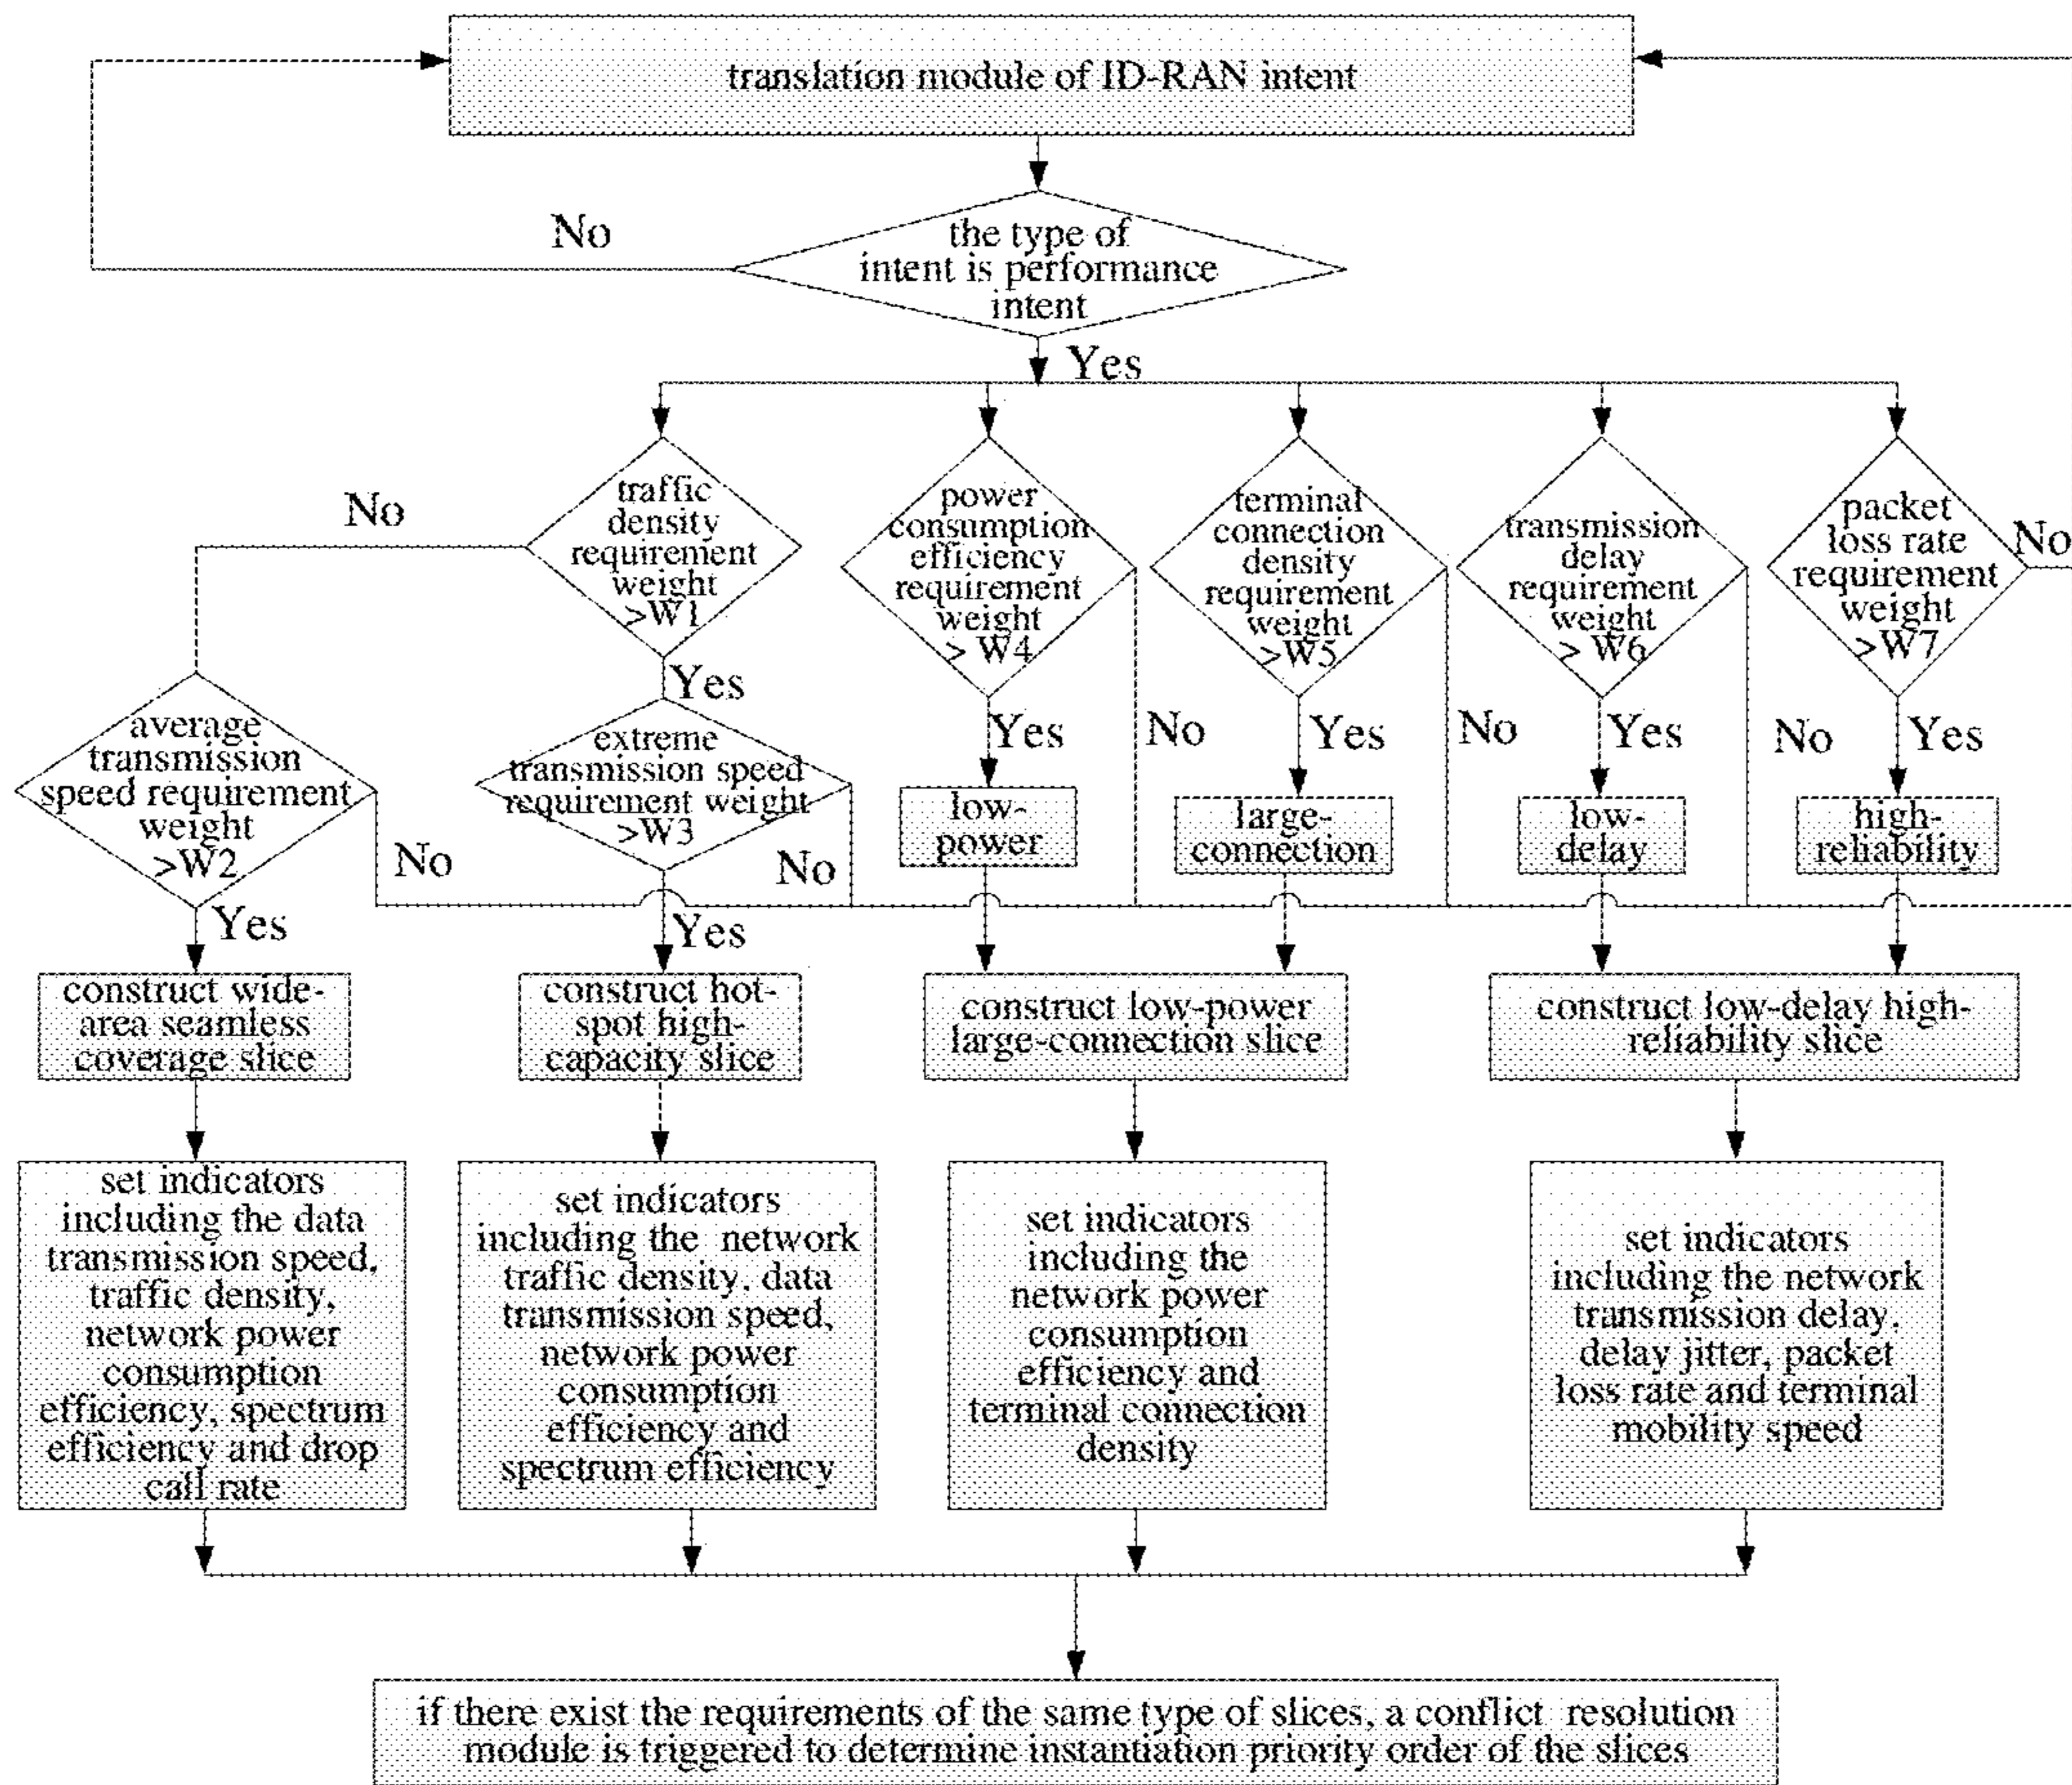 translation module of ID-RAN intent
No
the type of
intent is performance
intent
Yes
No
traffic
density
requirement
weight
>W1
power
consumption
efficiency
requirement
weight
> W4
terminal
connection
density
requirement
weight
>W5
transmission
delay
requirement
weight
> W6
packet
loss rate
requirement
weight
>W7
No
Yes
average
transmission
speed requirement
weight
>W2
extreme
transmission speed
requirement weight
>W3
Yes
No
Yes
No
Yes
No
Yes
low-
power
large-
connection
low-
delay
high-
reliability
No
No
Yes
Yes
construct wide-
area seamless
coverage slice
construct hot-
spot high-
capacity slice
construct low-power
large-connection slice
construct low-delay high-
reliability slice
set indicators
including the data
transmission speed,
traffic density,
network power
consumption
efficiency, spectrum
efficiency and drop
call rate
set indicators
including the network
traffic density, data
transmission speed,
network power
consumption
efficiency and
spectrum efficiency
set indicators
including the
network power
consumption
efficiency and
terminal connection
density
set indicators
including the network
transmission delay,
delay jitter, packet
loss rate and terminal
mobility speed
if there exist the requirements of the same type of slices, a conflict resolution
module is triggered to determine instantiation priority order of the slices